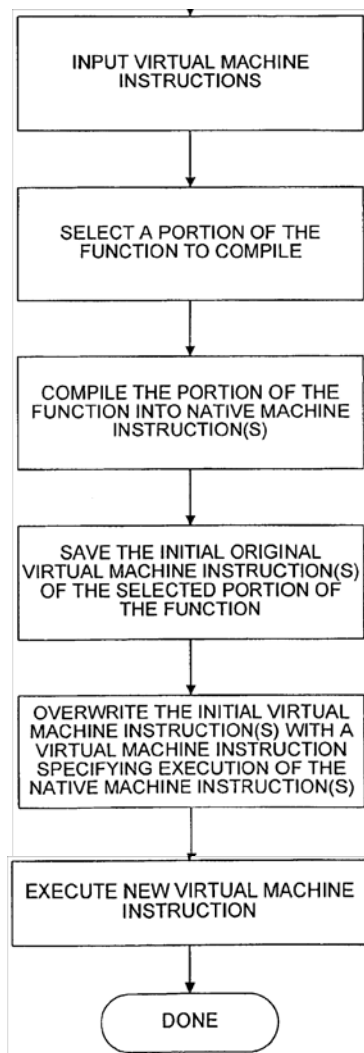 INPUT VIRTUAL MACHINE
INSTRUCTIONS
SELECT A PORTION OF THE
FUNCTION TO COMPILE
COMPILE THE PORTION OF THE
FUNCTION INTO NATIVE MACHINE
INSTRUCTION(S)
SAVE THE INITIAL ORIGINAL
VIRTUAL MACHINE INSTRUCTION(S)
OF THE SELECTED PORTION OF
THE FUNCTION
OVERWRITE THE INITIAL VIRTUAL
MACHINE INSTRUCTION(S) WITH A
VIRTUAL MACHINE INSTRUCTION
SPECIFYING EXECUTION OF THE
NATIVE MACHINE INSTRUCTION(S)
EXECUTE NEW VIRTUAL MACHINE
INSTRUCTION
DONE